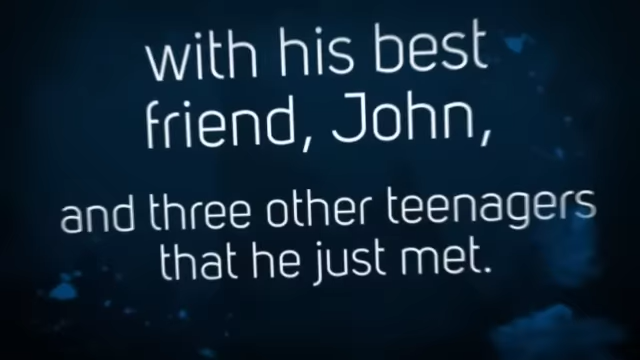 with his best
friend, John,
and three other teenagers
that he just met.